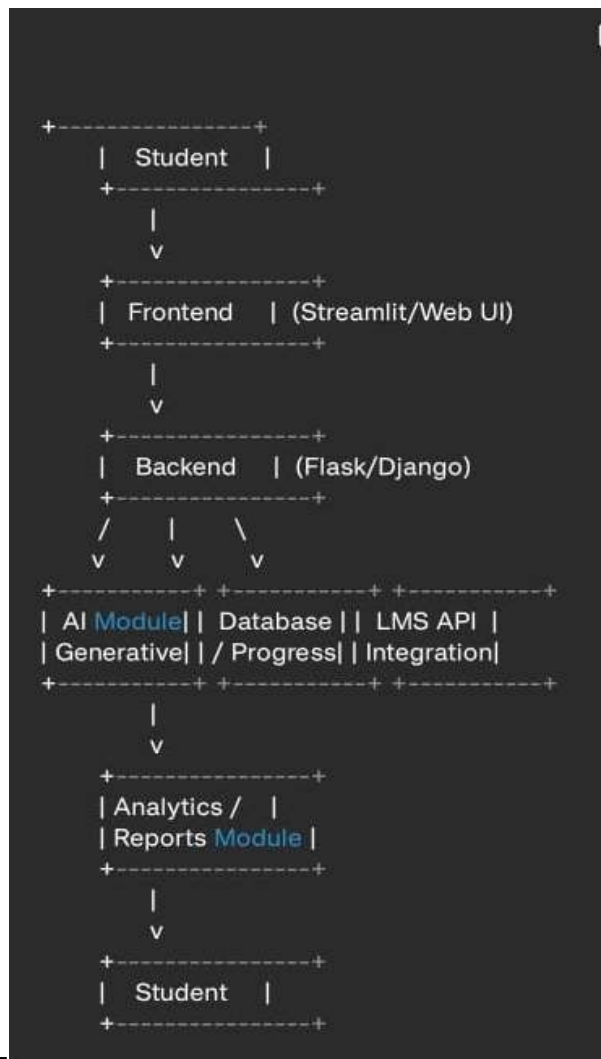 +----------------+
| Student |
+----------------+
|
v
+----------------+
| Frontend | (Streamlit/Web UI)
+----------------+
|
v
+----------------+
| Backend | (Flask/Django)
+----------------+
/ | \
v v v
+-----------+ +-----------+ +-----------+
| AI Module| | Database | | LMS API |
| Generative| | / Progress| | Integration|
+-----------+ +-----------+ +-----------+
|
v
+----------------+
| Analytics / |
| Reports Module |
+----------------+
|
v
+----------------+
| Student |
+----------------+